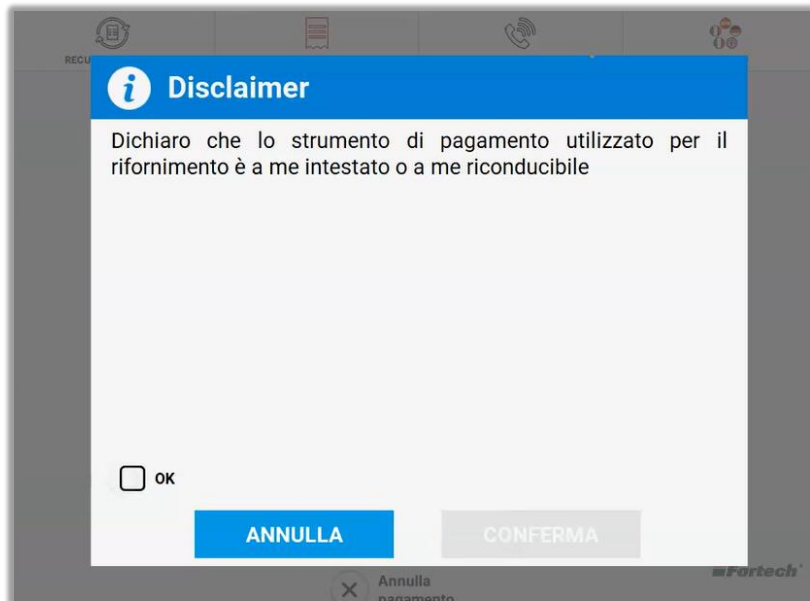 RECU
Disclaimer
Dichiaro che lo strumento di pagamento utilizzato per il
rifornimento è a me intestato o a me riconducibile
OK
ANNULLA
CONFERMA
Annulla
pagamento
Fortech